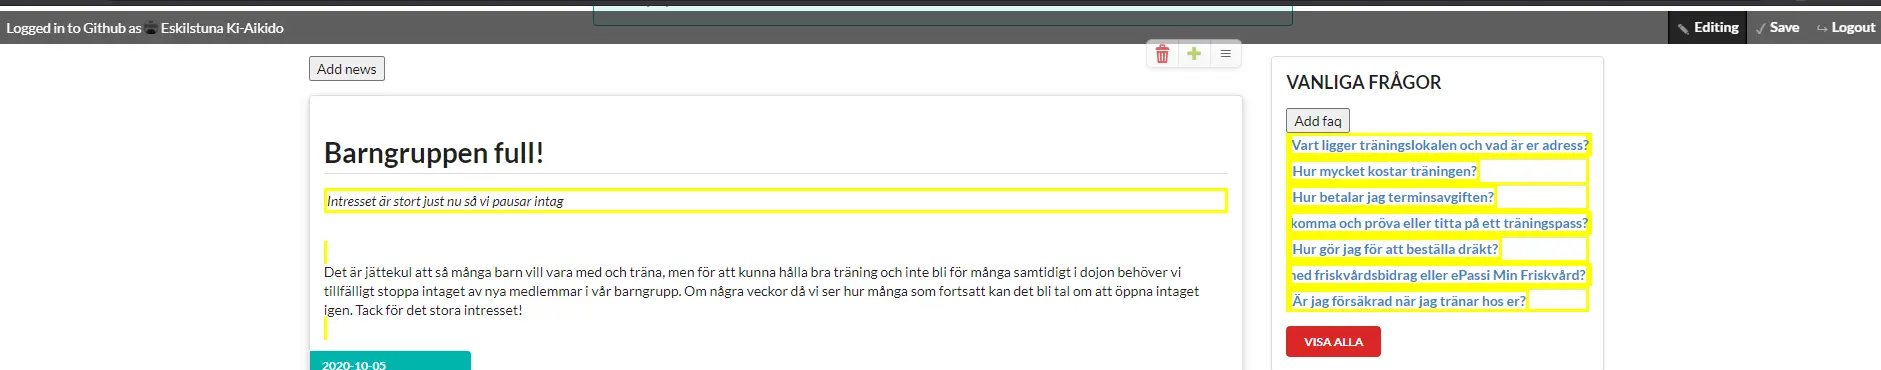 Logged in to Github as Eskilstuna Ki-Aikido
Editing
Save
Logout
Add news
Barngruppen full!
Intresset är stort just nu så vi pausar intag
Det är jättekul att så många barn vill vara med och träna, men för att kunna hålla bra träning och inte bli för många samtidigt i dojon behöver vi
tillfälligt stoppa intaget av nya medlemmar i vår barngrupp. Om några veckor då vi ser hur många som fortsatt kan det bli tal om att öppna intaget
igen. Tack för det stora intresset!
2020-10-05
VANLIGA FRÅGOR
Add faq
Vart ligger träningslokalen och vad är er adress?
Hur mycket kostar träningen?
Hur betalar jag terminsavgiften?
komma och pröva eller titta på ett träningspass?
Hur gör jag för att beställa dräkt?
friskvårdsbidrag eller ePassi Min Friskvård?
Är jag försäkrad när jag tränar hos er?
VISA ALLA